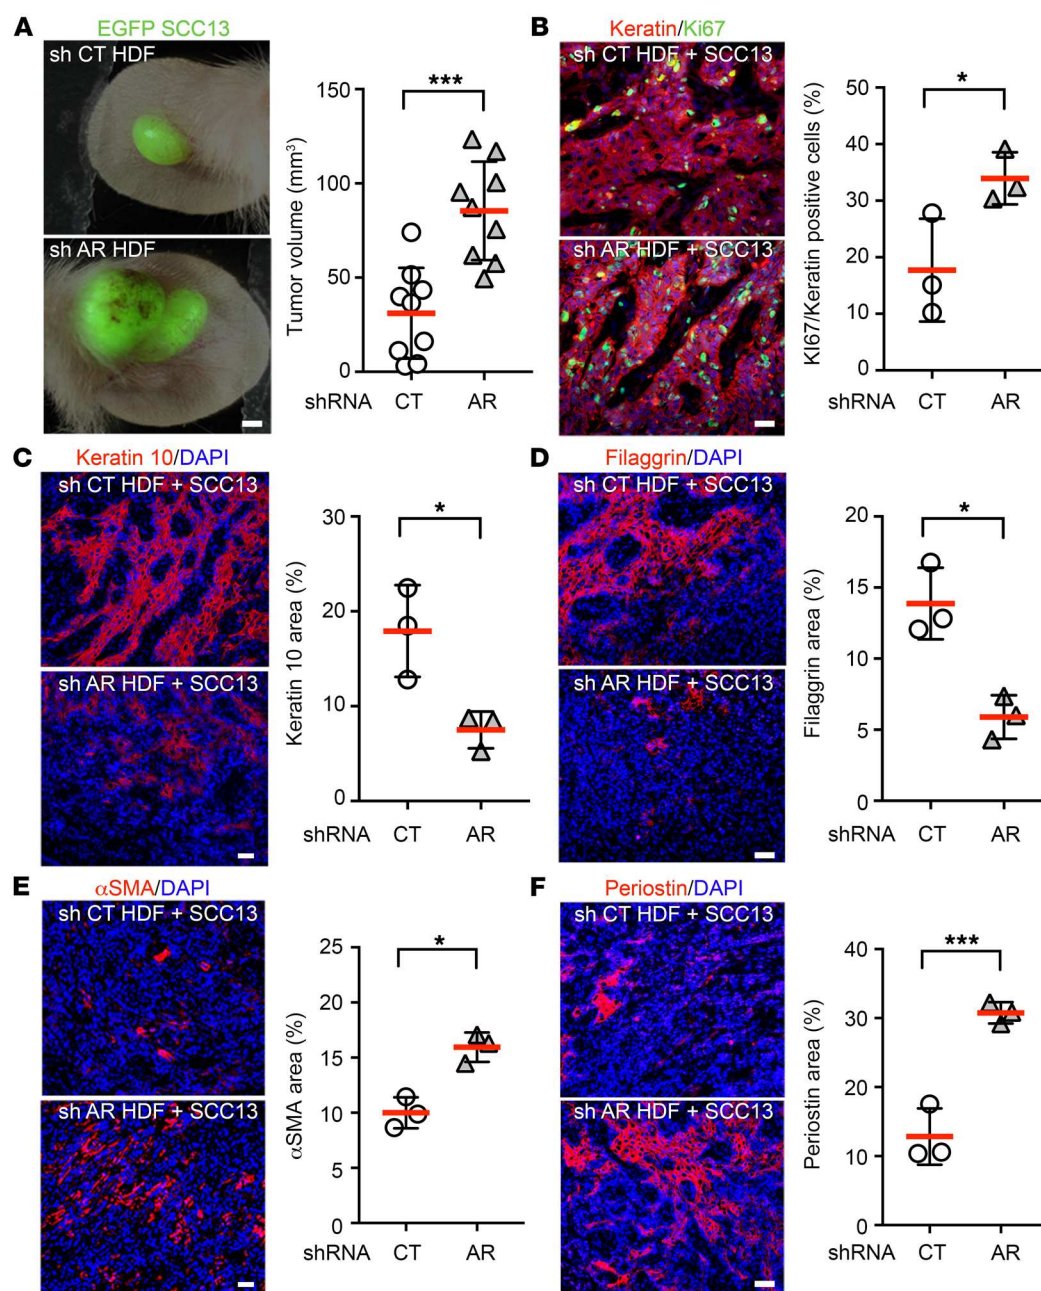 A
EGFP SCC13
sh CT HDF
sh AR HDF
Tumor volume (mm³)
150
100
50
0
***
shRNA CT AR
B
Keratin/Ki67
sh CT HDF + SCC13
sh AR HDF + SCC13
KI67/Keratin positive cells (%)
50
40
30
20
10
0
*
shRNA CT AR
C
Keratin 10/DAPI
sh CT HDF + SCC13
sh AR HDF + SCC13
Keratin 10 area (%)
30
20
10
0
*
shRNA CT AR
D
Filaggrin/DAPI
sh CT HDF + SCC13
sh AR HDF + SCC13
Filaggrin area (%)
20
15
10
5
0
*
shRNA CT AR
E
αSMA/DAPI
sh CT HDF + SCC13
sh AR HDF + SCC13
αSMA area (%)
25
20
15
10
5
0
*
shRNA CT AR
F
Periostin/DAPI
sh CT HDF + SCC13
sh AR HDF + SCC13
Periostin area (%)
40
30
20
10
0
***
shRNA CT AR